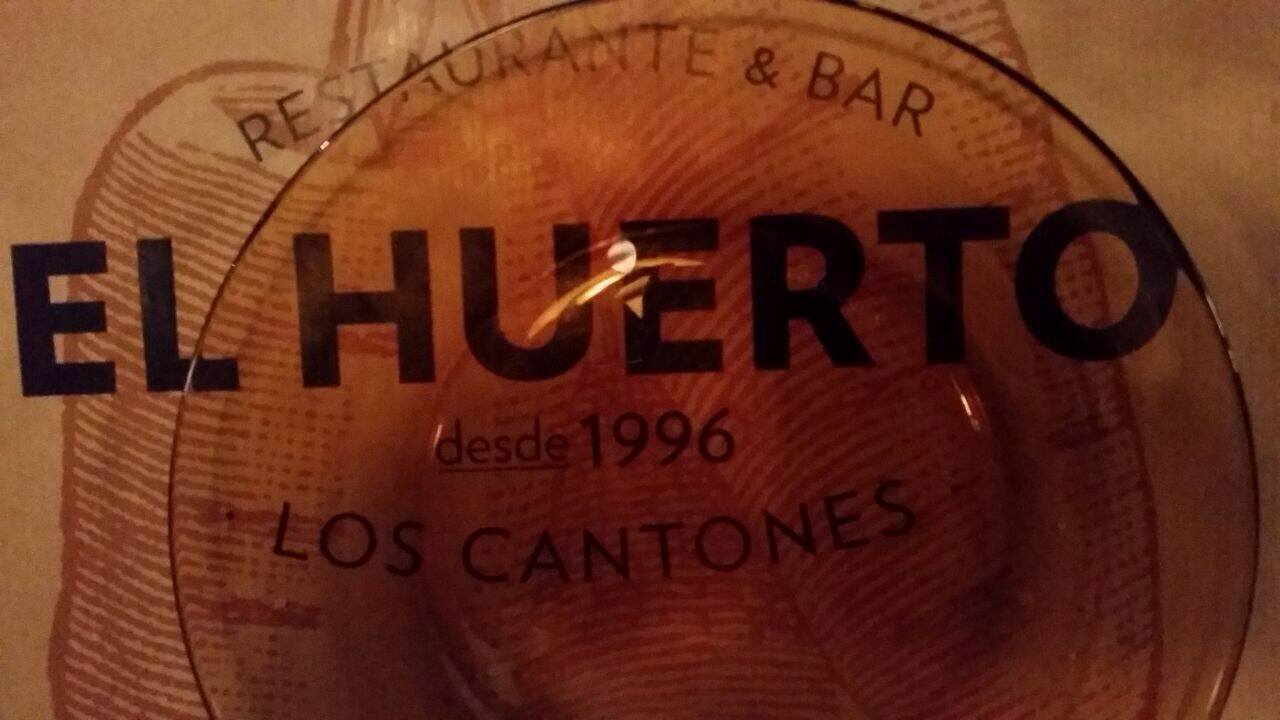 RESTAURANTE & BAR
EL HUERTO
desde 1996
· LOS CANTONES ·